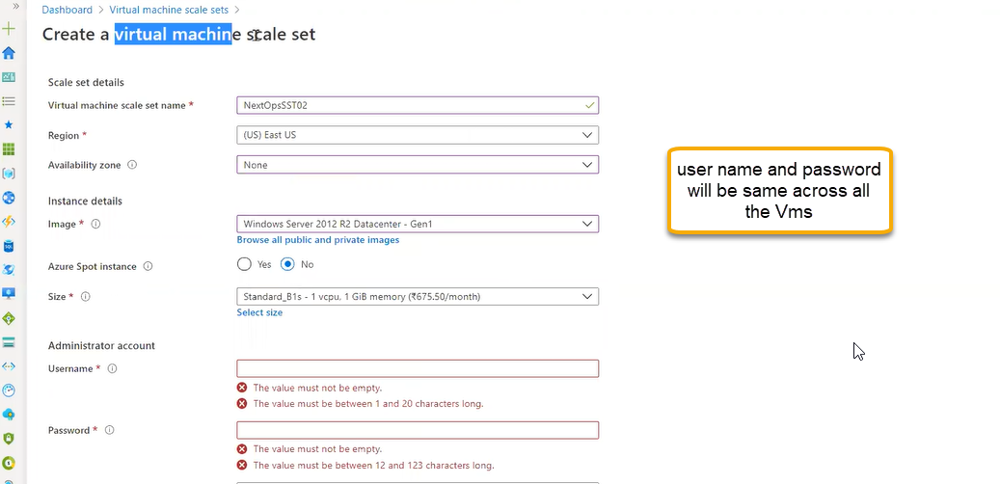 Dashboard > Virtual machine scale sets >
Create a virtual machine scale set
Scale set details
Virtual machine scale set name * NextOpsSST02
Region * (US) East US
Availability zone None
Instance details
Image * Windows Server 2012 R2 Datacenter - Gen1
Browse all public and private images
Azure Spot instance Yes No
Size * Standard_B1s - 1 vcpu, 1 GiB memory (₹675.50/month)
Select size
Administrator account
Username *
The value must not be empty.
The value must be between 1 and 20 characters long.
Password *
The value must not be empty.
The value must be between 12 and 123 characters long.
user name and password
will be same across all
the Vms